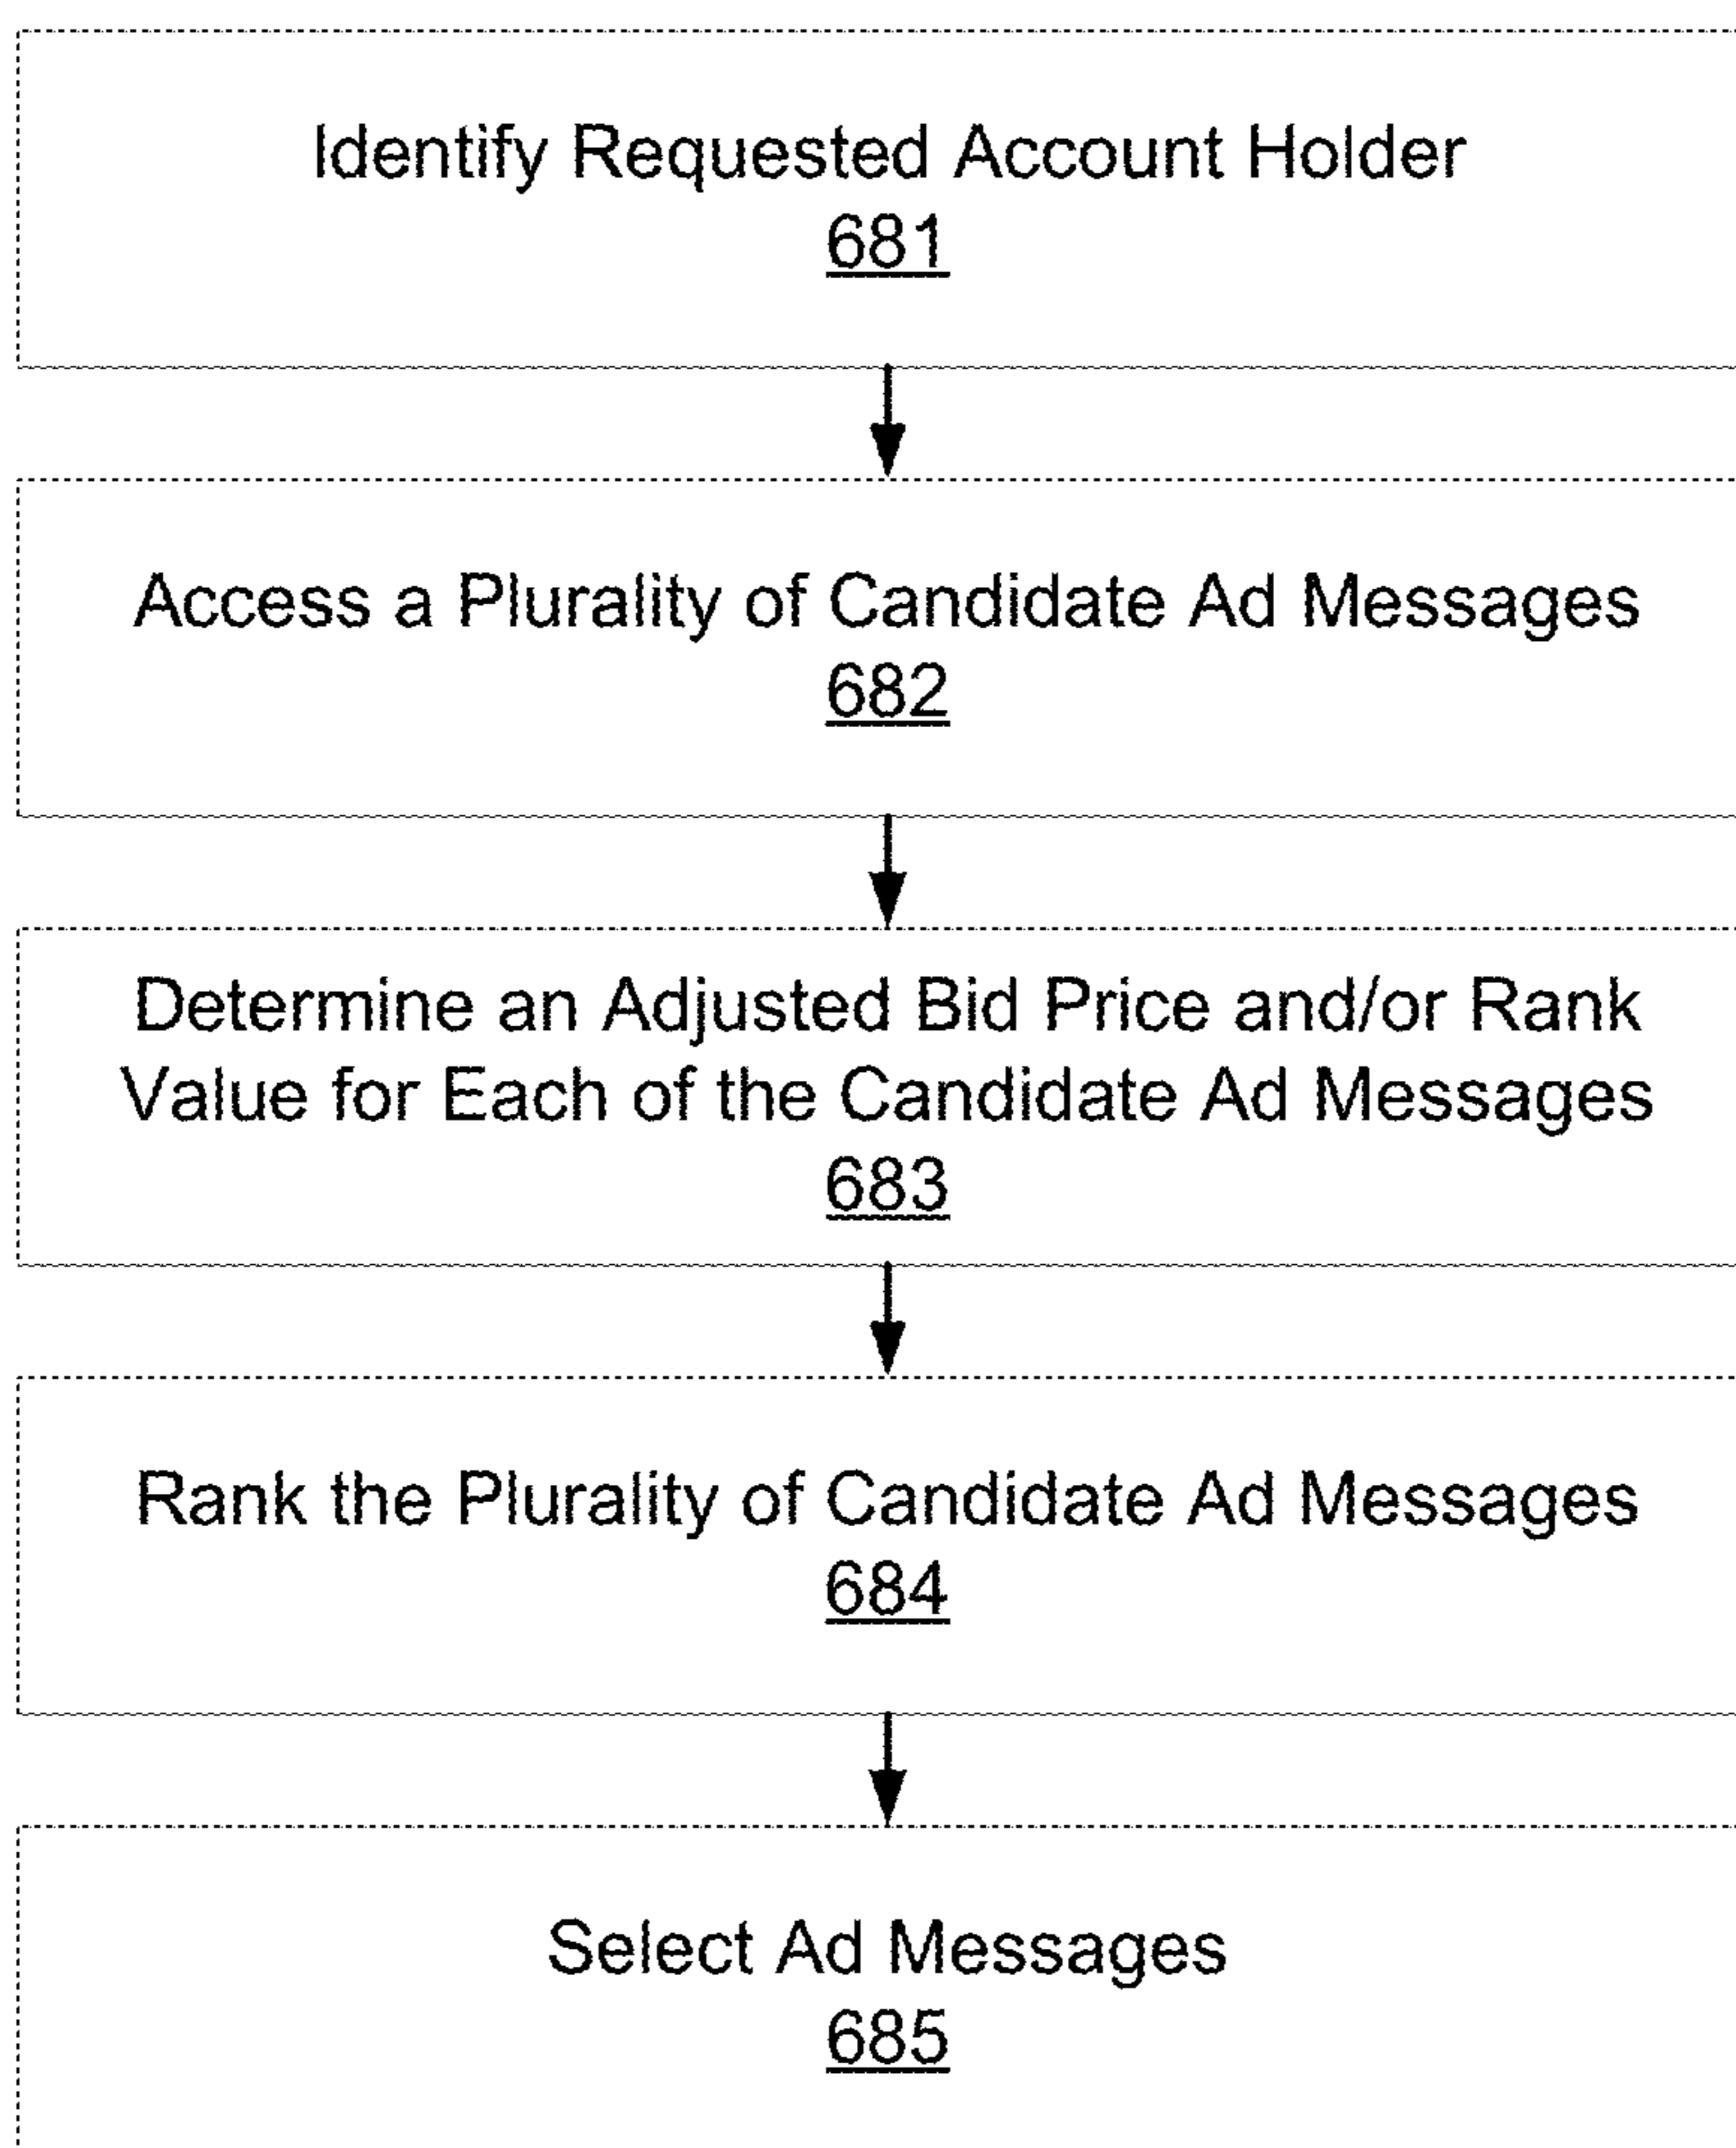 Identify Requested Account Holder
681
Access a Plurality of Candidate Ad Messages
682
Determine an Adjusted Bid Price and/or Rank
Value for Each of the Candidate Ad Messages
683
Rank the Plurality of Candidate Ad Messages
684
Select Ad Messages
685